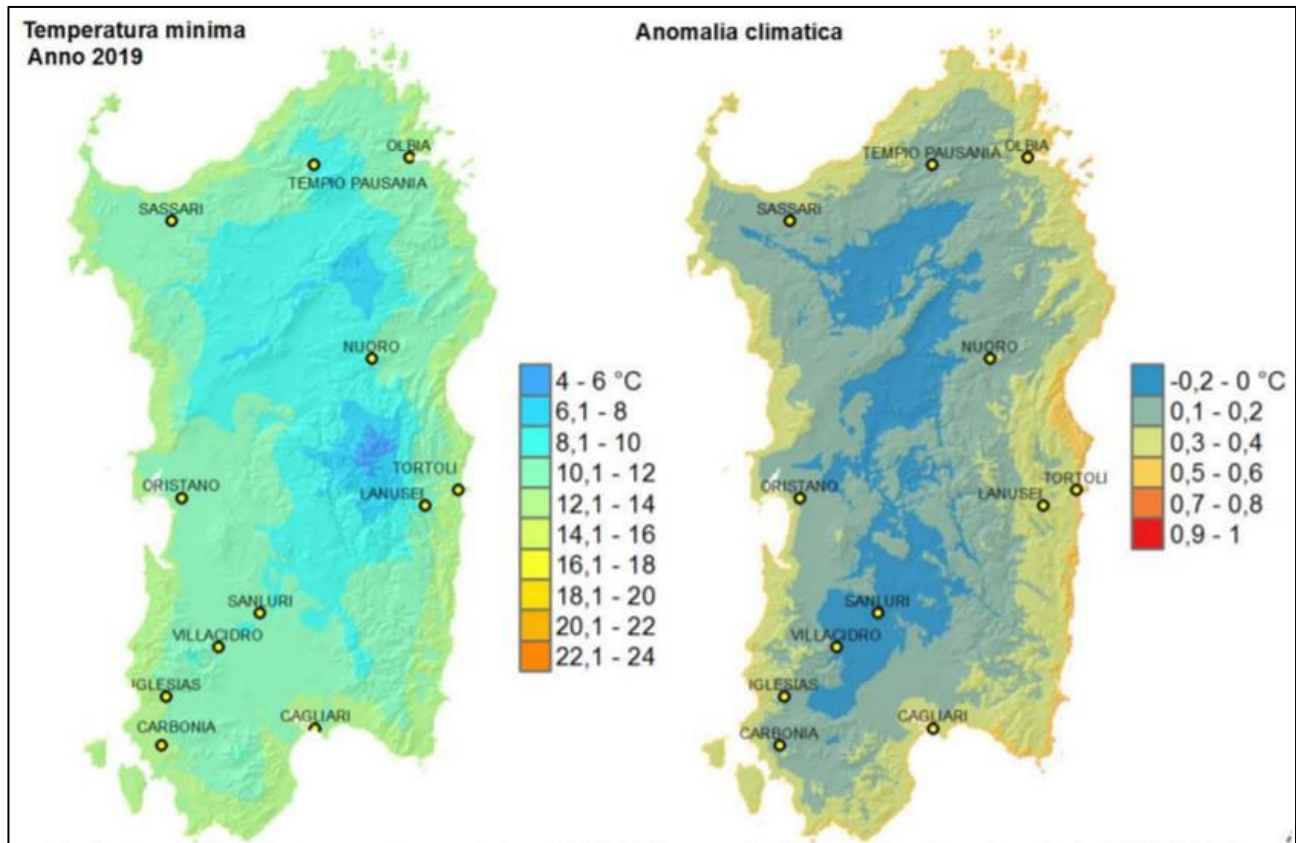 Temperatura minima
Anno 2019
OLBIA
TEMPIO PAUSANIA
SASSARI
NUORO
TORTOLI
ORISTANO
LANUSEI
SANLURI
VILLACIDRO
IGLESIAS
CAGLIARI
CARBONIA
4 - 6 °C
6,1 - 8
8,1 - 10
10,1 - 12
12,1 - 14
14,1 - 16
16,1 - 18
18,1 - 20
20,1 - 22
22,1 - 24
Anomalia climatica
TEMPIO PAUSANIA
OLBIA
SASSARI
NUORO
TORTOLI
ORISTANO
LANUSEI
SANLURI
VILLACIDRO
IGLESIAS
CAGLIARI
CARBONIA
-0,2 - 0 °C
0,1 - 0,2
0,3 - 0,4
0,5 - 0,6
0,7 - 0,8
0,9 - 1